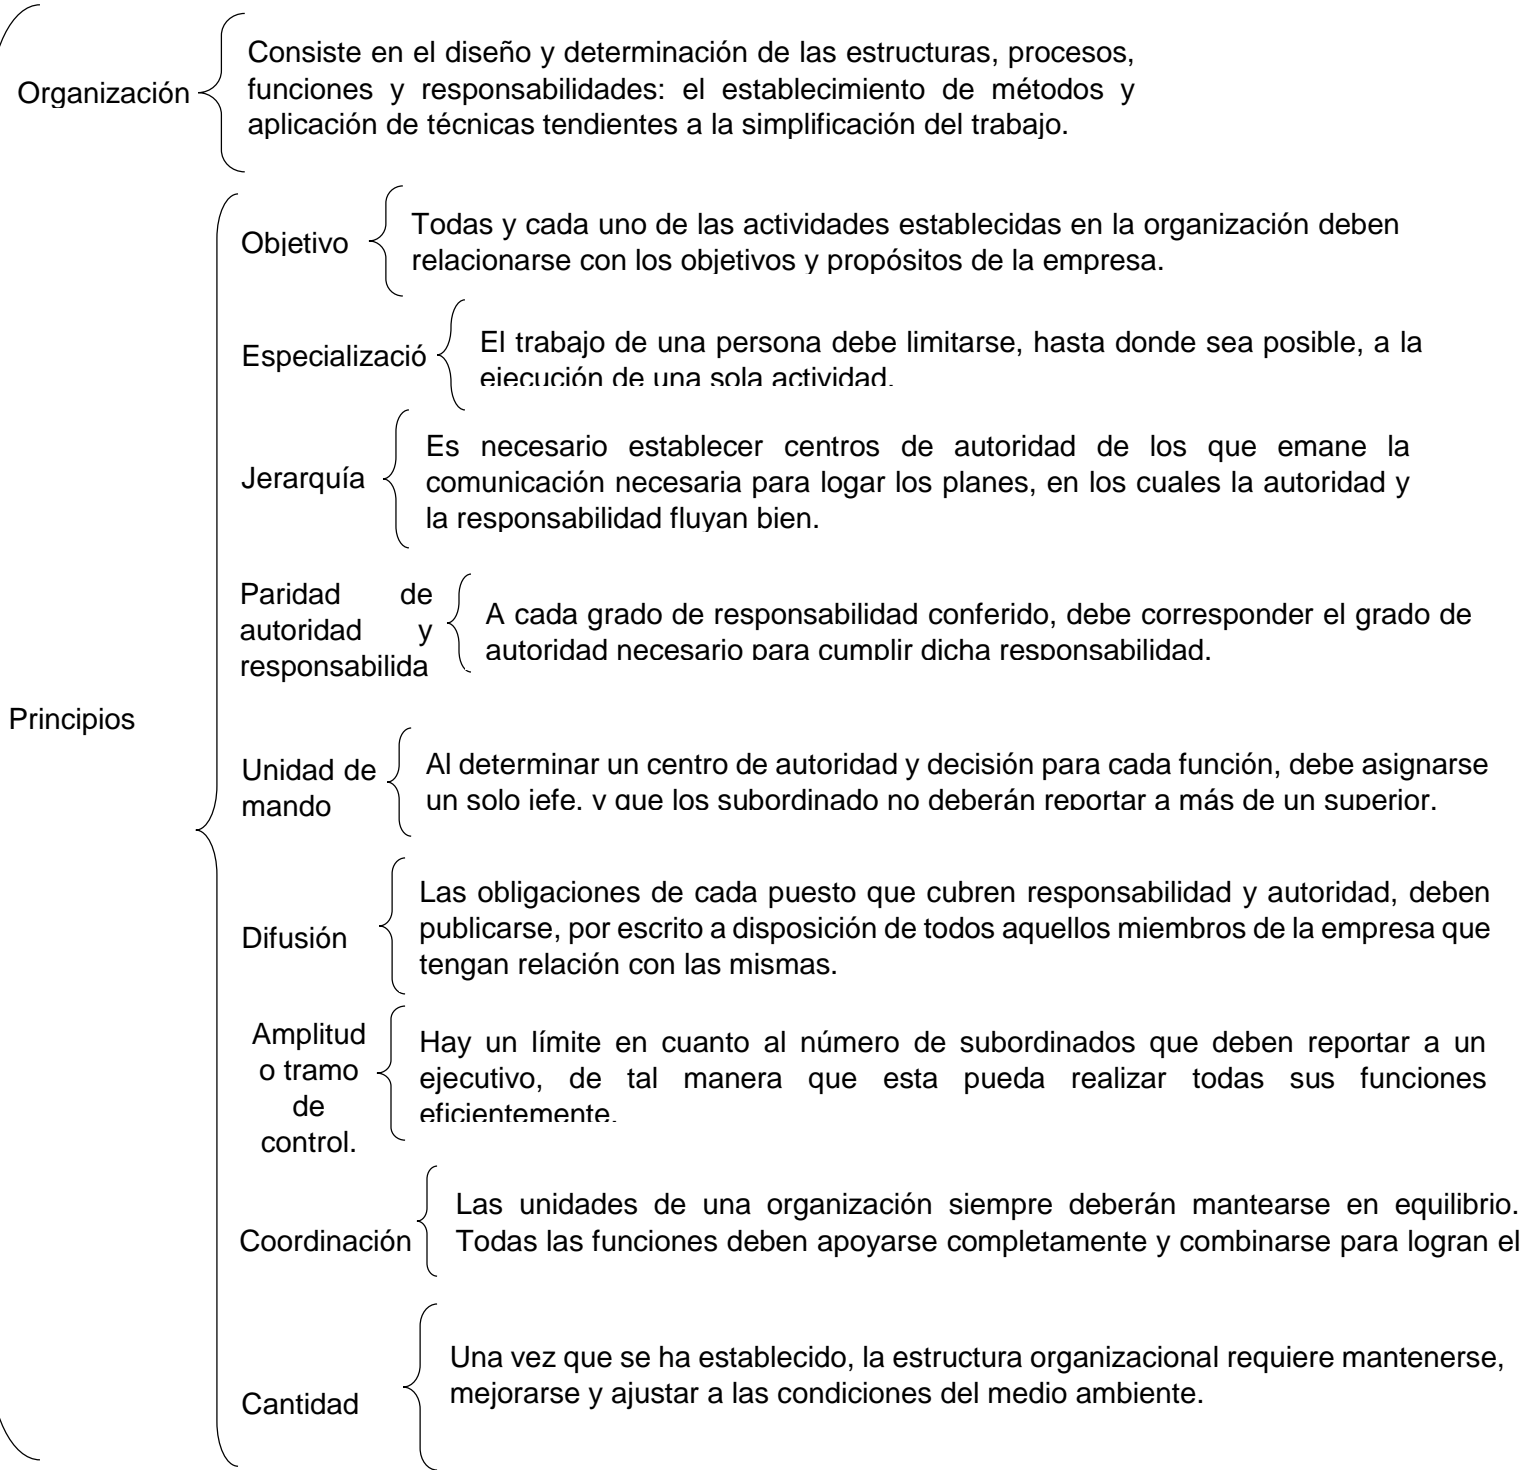 Organización
Consiste en el diseño y determinación de las estructuras, procesos,
funciones y responsabilidades: el establecimiento de métodos y
aplicación de técnicas tendientes a la simplificación del trabajo.
Principios
Objetivo
Todas y cada uno de las actividades establecidas en la organización deben
relacionarse con los objetivos y propósitos de la empresa.
Especializació
El trabajo de una persona debe limitarse, hasta donde sea posible, a la
ejecución de una sola actividad.
Jerarquía
Es necesario establecer centros de autoridad de los que emane la
comunicación necesaria para logar los planes, en los cuales la autoridad y
la responsabilidad fluyan bien.
Paridad de
autoridad y
responsabilida
A cada grado de responsabilidad conferido, debe corresponder el grado de
autoridad necesario para cumplir dicha responsabilidad.
Unidad de
mando
Al determinar un centro de autoridad y decisión para cada función, debe asignarse
un solo jefe, y que los subordinado no deberán reportar a más de un superior.
Difusión
Las obligaciones de cada puesto que cubren responsabilidad y autoridad, deben
publicarse, por escrito a disposición de todos aquellos miembros de la empresa que
tengan relación con las mismas.
Amplitud
o tramo
de
control.
Hay un límite en cuanto al número de subordinados que deben reportar a un
ejecutivo, de tal manera que esta pueda realizar todas sus funciones
eficientemente.
Coordinación
Las unidades de una organización siempre deberán mantearse en equilibrio.
Todas las funciones deben apoyarse completamente y combinarse para logran el
Cantidad
Una vez que se ha establecido, la estructura organizacional requiere mantenerse,
mejorarse y ajustar a las condiciones del medio ambiente.